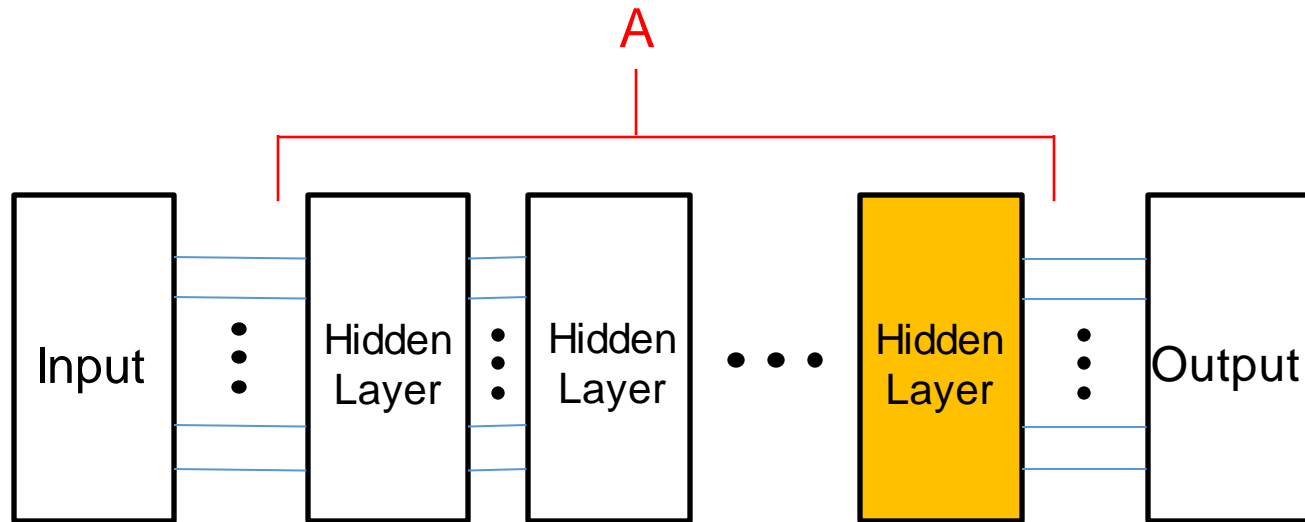 A
Input
Hidden
Layer
Hidden
Layer
Hidden
Layer
Output